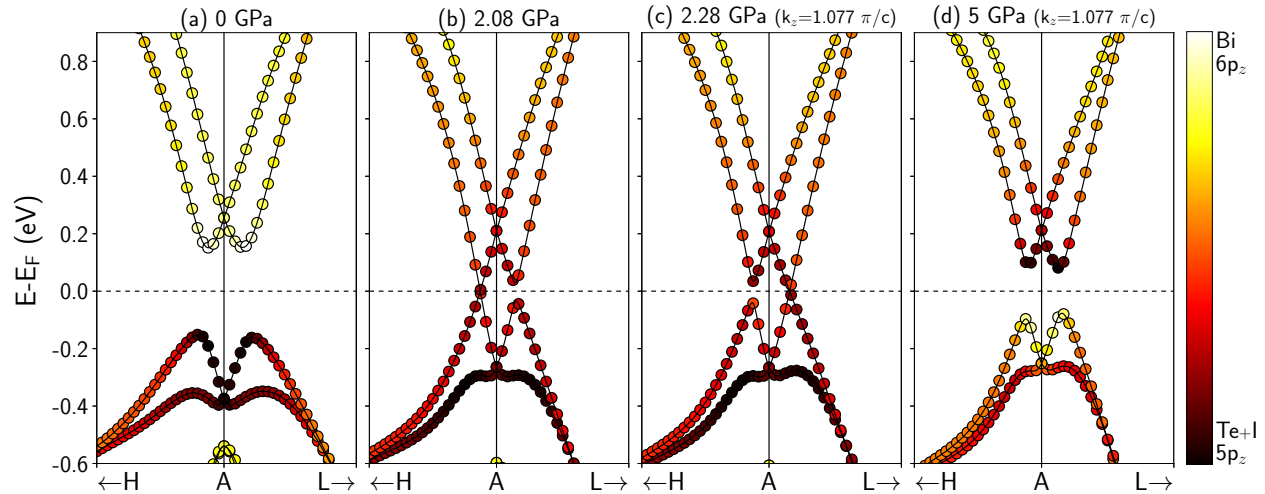 (a) 0 GPa
(b) 2.08 GPa
(c) 2.28 GPa (k_z=1.077 π/c)
(d) 5 GPa (k_z=1.077 π/c)
E-E_F (eV)
0.8
0.6
0.4
0.2
0.0
-0.2
-0.4
-0.6
←H A L→
←H A L→
←H A L→
←H A L→
Bi
6p_z
Te+I
5p_z